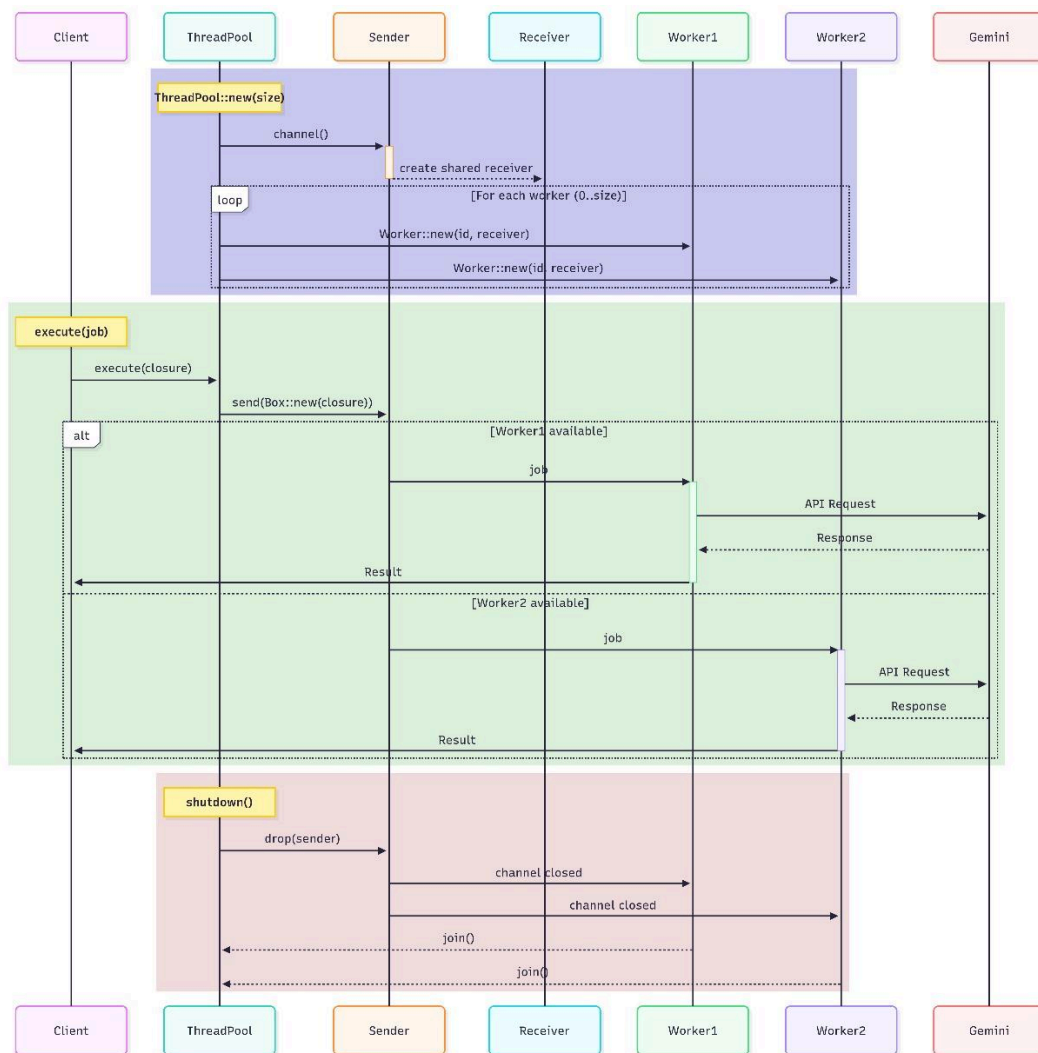 Client ThreadPool Sender Receiver Worker1 Worker2 Gemini
ThreadPool::new(size)
channel()
create shared receiver
loop [For each worker (0..size)]
Worker::new(id, receiver)
Worker::new(id, receiver)
execute(job)
execute(closure)
send(Box::new(closure))
alt [Worker1 available]
job
API Request
Response
Result
[Worker2 available]
job
API Request
Response
Result
shutdown()
drop(sender)
channel closed
channel closed
join()
join()
Client ThreadPool Sender Receiver Worker1 Worker2 Gemini